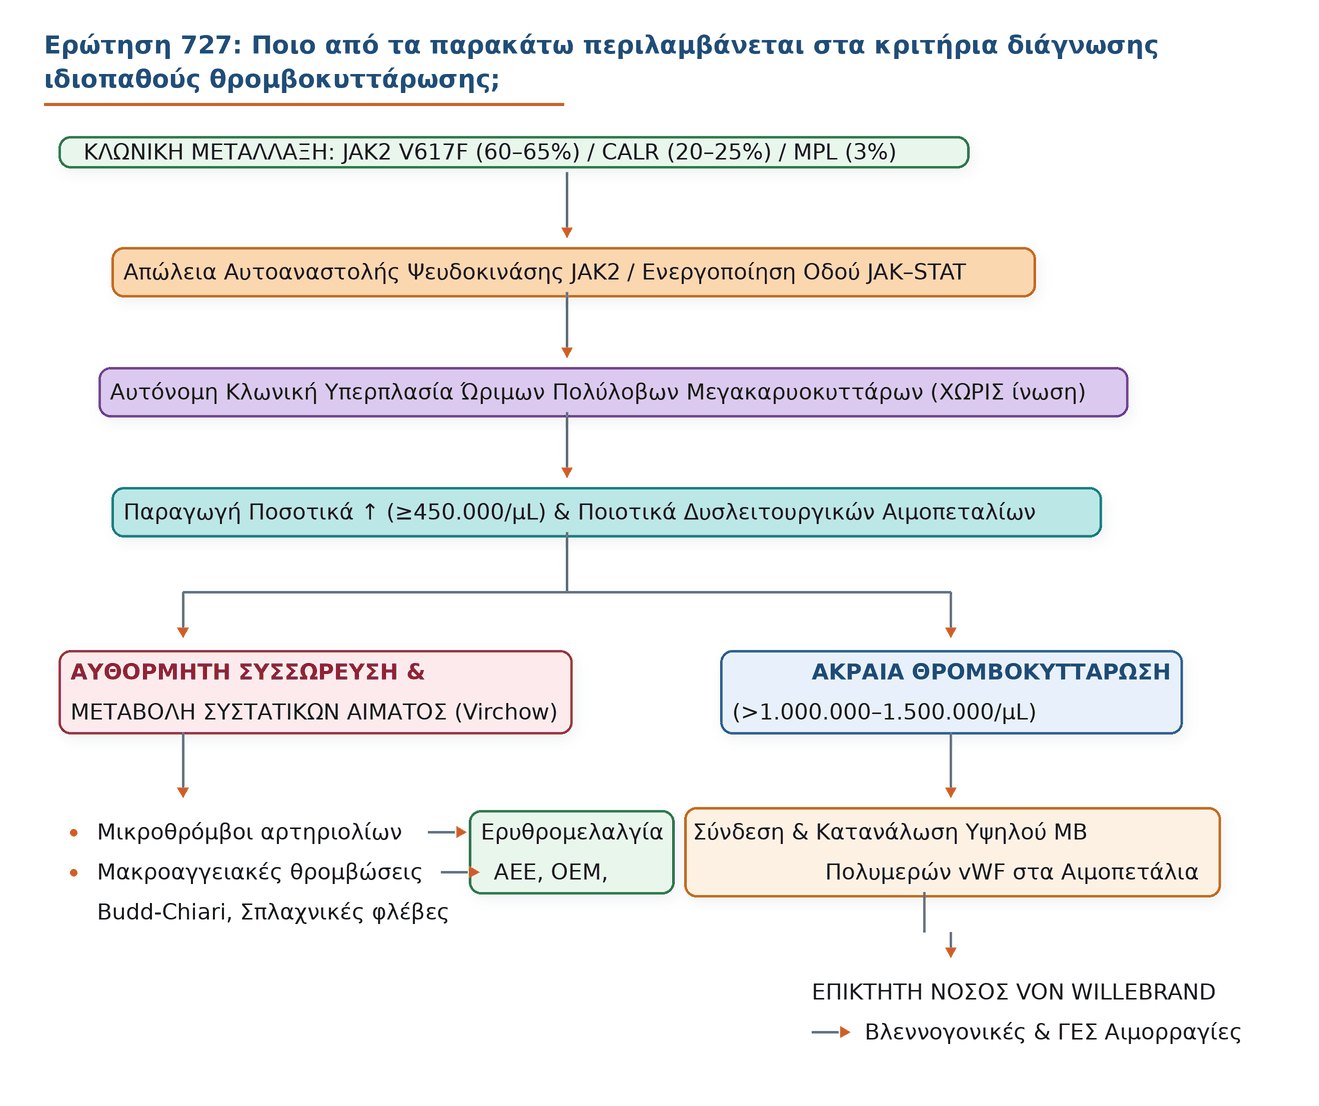 Ερώτηση 727: Ποιο από τα παρακάτω περιλαμβάνεται στα κριτήρια διάγνωσης
ιδιοπαθούς θρομβοκυττάρωσης;
ΚΛΩΝΙΚΗ ΜΕΤΑΛΛΑΞΗ: JAK2 V617F (60–65%) / CALR (20–25%) / MPL (3%)
Απώλεια Αυτοαναστολής Ψευδοκινάσης JAK2 / Ενεργοποίηση Οδού JAK–STAT
Αυτόνομη Κλωνική Υπερπλασία Ώριμων Πολύλοβων Μεγακαρυοκυττάρων (ΧΩΡΙΣ ίνωση)
Παραγωγή Ποσοτικά ↑ (≥450.000/μL) & Ποιοτικά Δυσλειτουργικών Αιμοπεταλίων
ΑΥΘΟΡΜΗΤΗ ΣΥΣΣΩΡΕΥΣΗ &
ΜΕΤΑΒΟΛΗ ΣΥΣΤΑΤΙΚΩΝ ΑΙΜΑΤΟΣ (Virchow)
ΑΚΡΑΙΑ ΘΡΟΜΒΟΚΥΤΤΑΡΩΣΗ
(>1.000.000–1.500.000/μL)
• Μικροθρόμβοι αρτηριολίων
Ερυθρομελαλγία
• Μακροαγγειακές θρομβώσεις
ΑΕΕ, ΟΕΜ,
Budd-Chiari, Σπλαχνικές φλέβες
Σύνδεση & Κατανάλωση Υψηλού ΜΒ
Πολυμερών vWF στα Αιμοπετάλια
ΕΠΙΚΤΗΤΗ ΝΟΣΟΣ VON WILLEBRAND
Βλεννογονικές & ΓΕΣ Αιμορραγίες